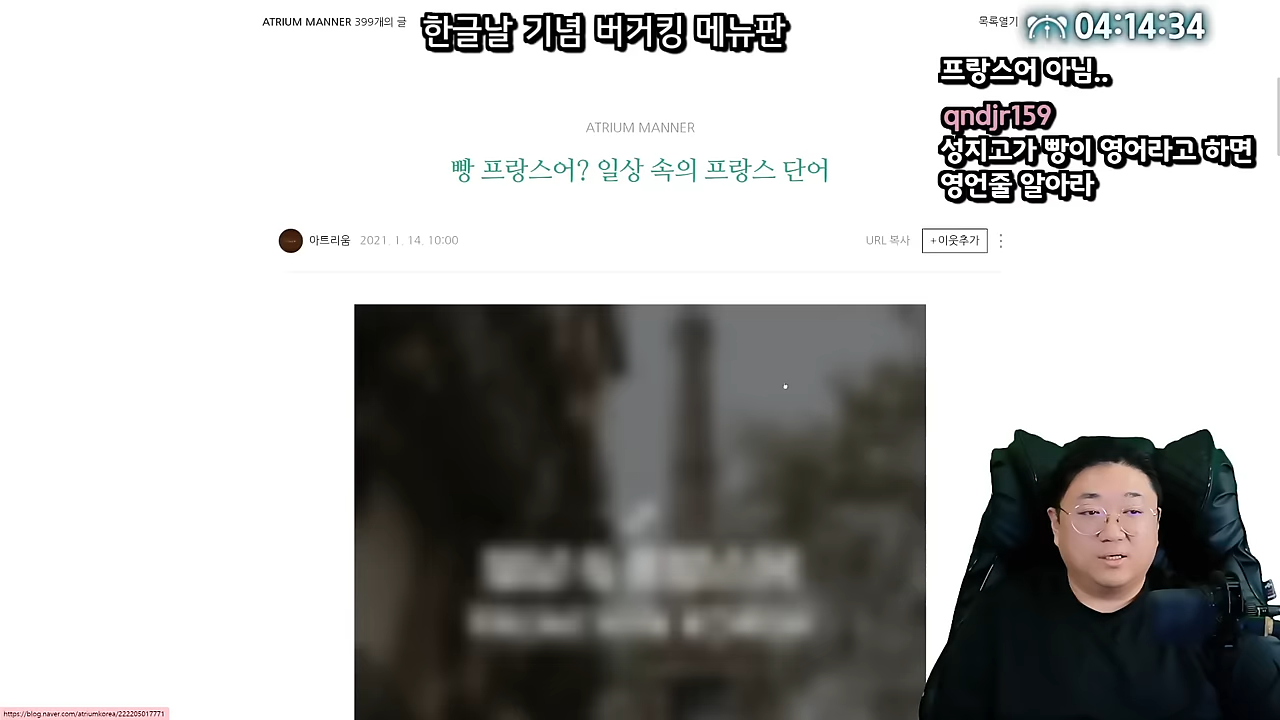 ATRIUM MANNER 399개의 글
한글날 기념 버거킹 메뉴판
목록열기
04:14:34
프랑스어 아님..
qndjr159
성지고가 빵이 영어라고 하면
영언줄 알아라
ATRIUM MANNER
빵 프랑스어? 일상 속의 프랑스 단어
아트리움 2021. 1. 14. 10:00
URL 복사
+이웃추가
https://blog.naver.com/atriumkorea/222205017771